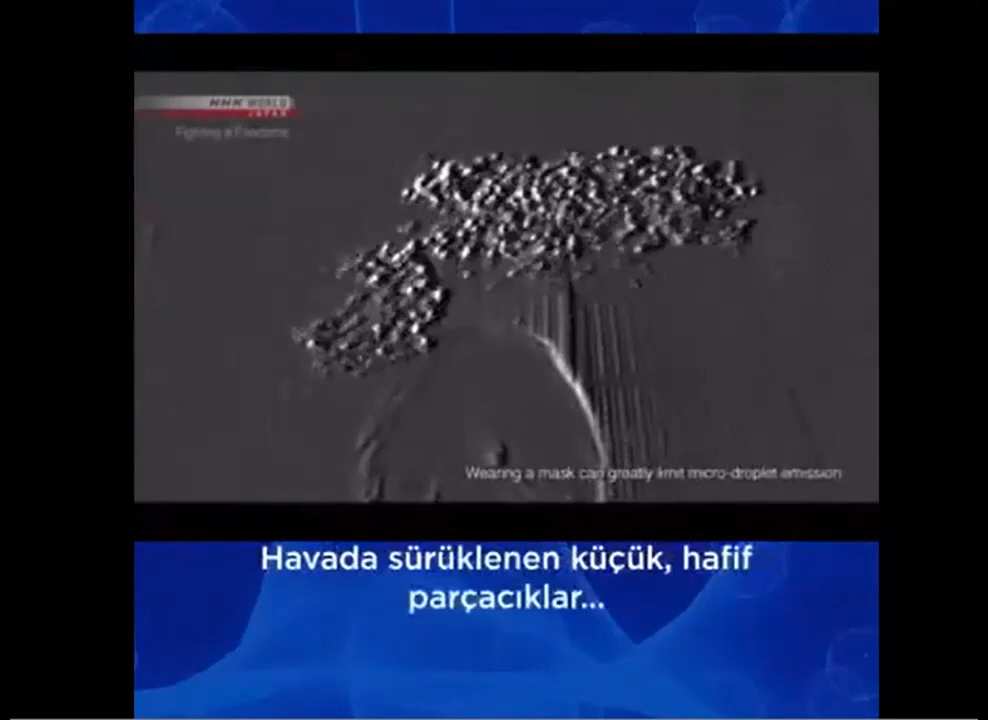 NHK WORLD
JAPAN
Fighting a Pandemic
Wearing a mask can greatly limit micro-droplet emission
Havada sürüklenen küçük, hafif
parçacıklar...